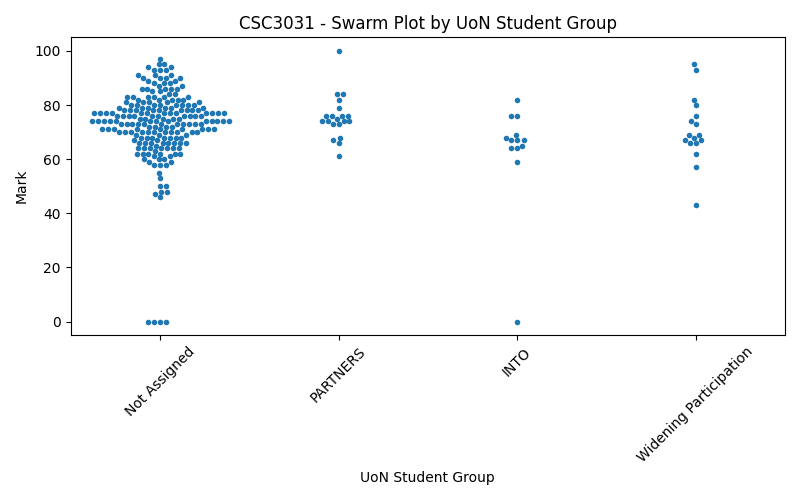 CSC3031 - Swarm Plot by UoN Student Group
100
80
60
40
20
0
Mark
Not Assigned
PARTNERS
INTO
Widening Participation
UoN Student Group